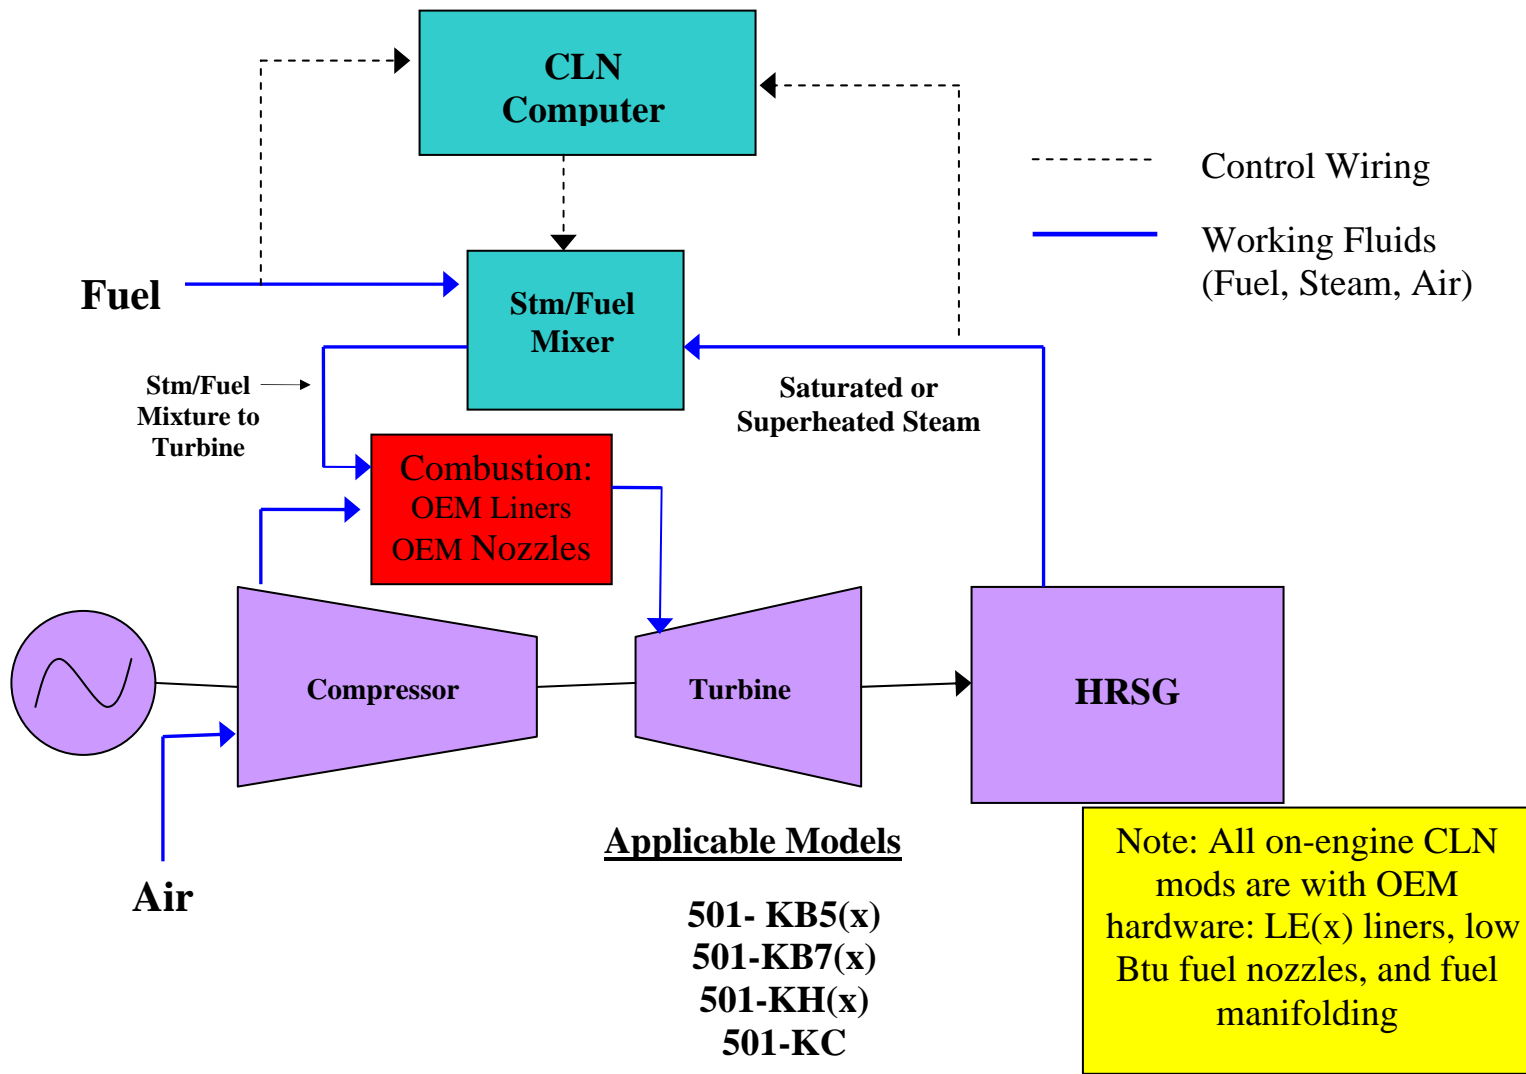 CLN
Computer
Control Wiring
Working Fluids
(Fuel, Steam, Air)
Fuel
Stm/Fuel
Mixer
Stm/Fuel
Mixture to
Turbine
Saturated or
Superheated Steam
Combustion:
OEM Liners
OEM Nozzles
Compressor
Turbine
HRSG
Air
Applicable Models
501- KB5(x)
501-KB7(x)
501-KH(x)
501-KC
Note: All on-engine CLN
mods are with OEM
hardware: LE(x) liners, low
Btu fuel nozzles, and fuel
manifolding